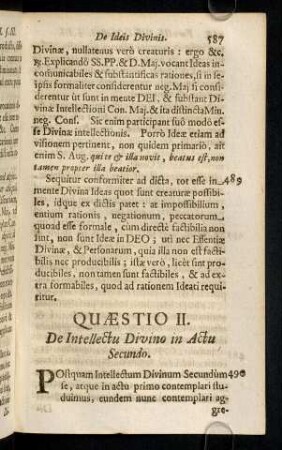 De Ideis Divinis. 587
Divinæ, nullatenus verò creaturis: ergo &c.
℟. Explicandō SS. PP. & D. Maj. vocant Ideas in-
comunicabiles & substantificas rationes, si in se i-
psis formaliter considerentur neg. Maj. si consi-
derentur ùt sunt in mente DEI, & substant Di-
vinæ Intellectioni Con. Maj. & ita distincta Min.
neg. Cons. Sic enim participant suō modō es-
se Divinæ intellectionis. Porrò Ideæ etiam ad
visionem pertinent, non quidem primariò, ait
enim S. Aug. qui te & illa novit, beatus est, non
tamen propter illa beatior.
Sequitur conformiter ad dicta, tot esse in 489
mente Divina Ideas quot sunt creaturæ possibi-
les, idque ex dictis patet: at impossibilium,
entium rationis, negationum, peccatorum
quoad esse formale, cum directè factibilia non
sint, non sunt Ideæ in DEO; uti nec Essentiæ
Divinæ, & Personarum, quia illa non est facti-
bilis nec producibilis; istæ verò, licèt sint pro-
ducibiles, non tamen sunt factibiles, & ad ex-
tra formabiles, quod ad rationem Ideati requi-
ritur.
QUÆSTIO II.
De Intellectu Divino in Actu
Secundo.
POstquam Intellectum Divinum Secundùm 490
se, atque in actu primo contemplari stu-
duimus, eundem nunc contemplari ag-
gre-